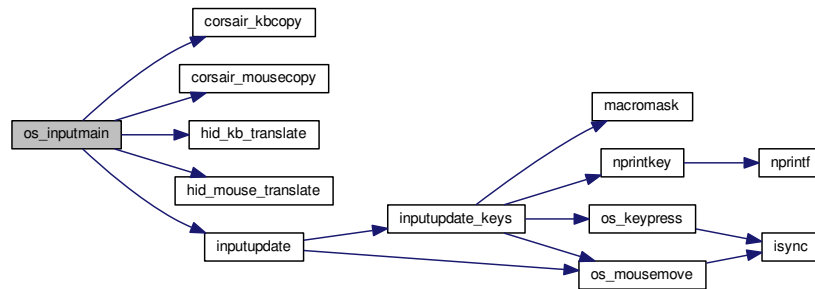 os_inputmain
corsair_kbcopy
corsair_mousecopy
hid_kb_translate
hid_mouse_translate
inputupdate
inputupdate_keys
macromask
nprintkey
os_keypress
os_mousemove
nprintf
isync